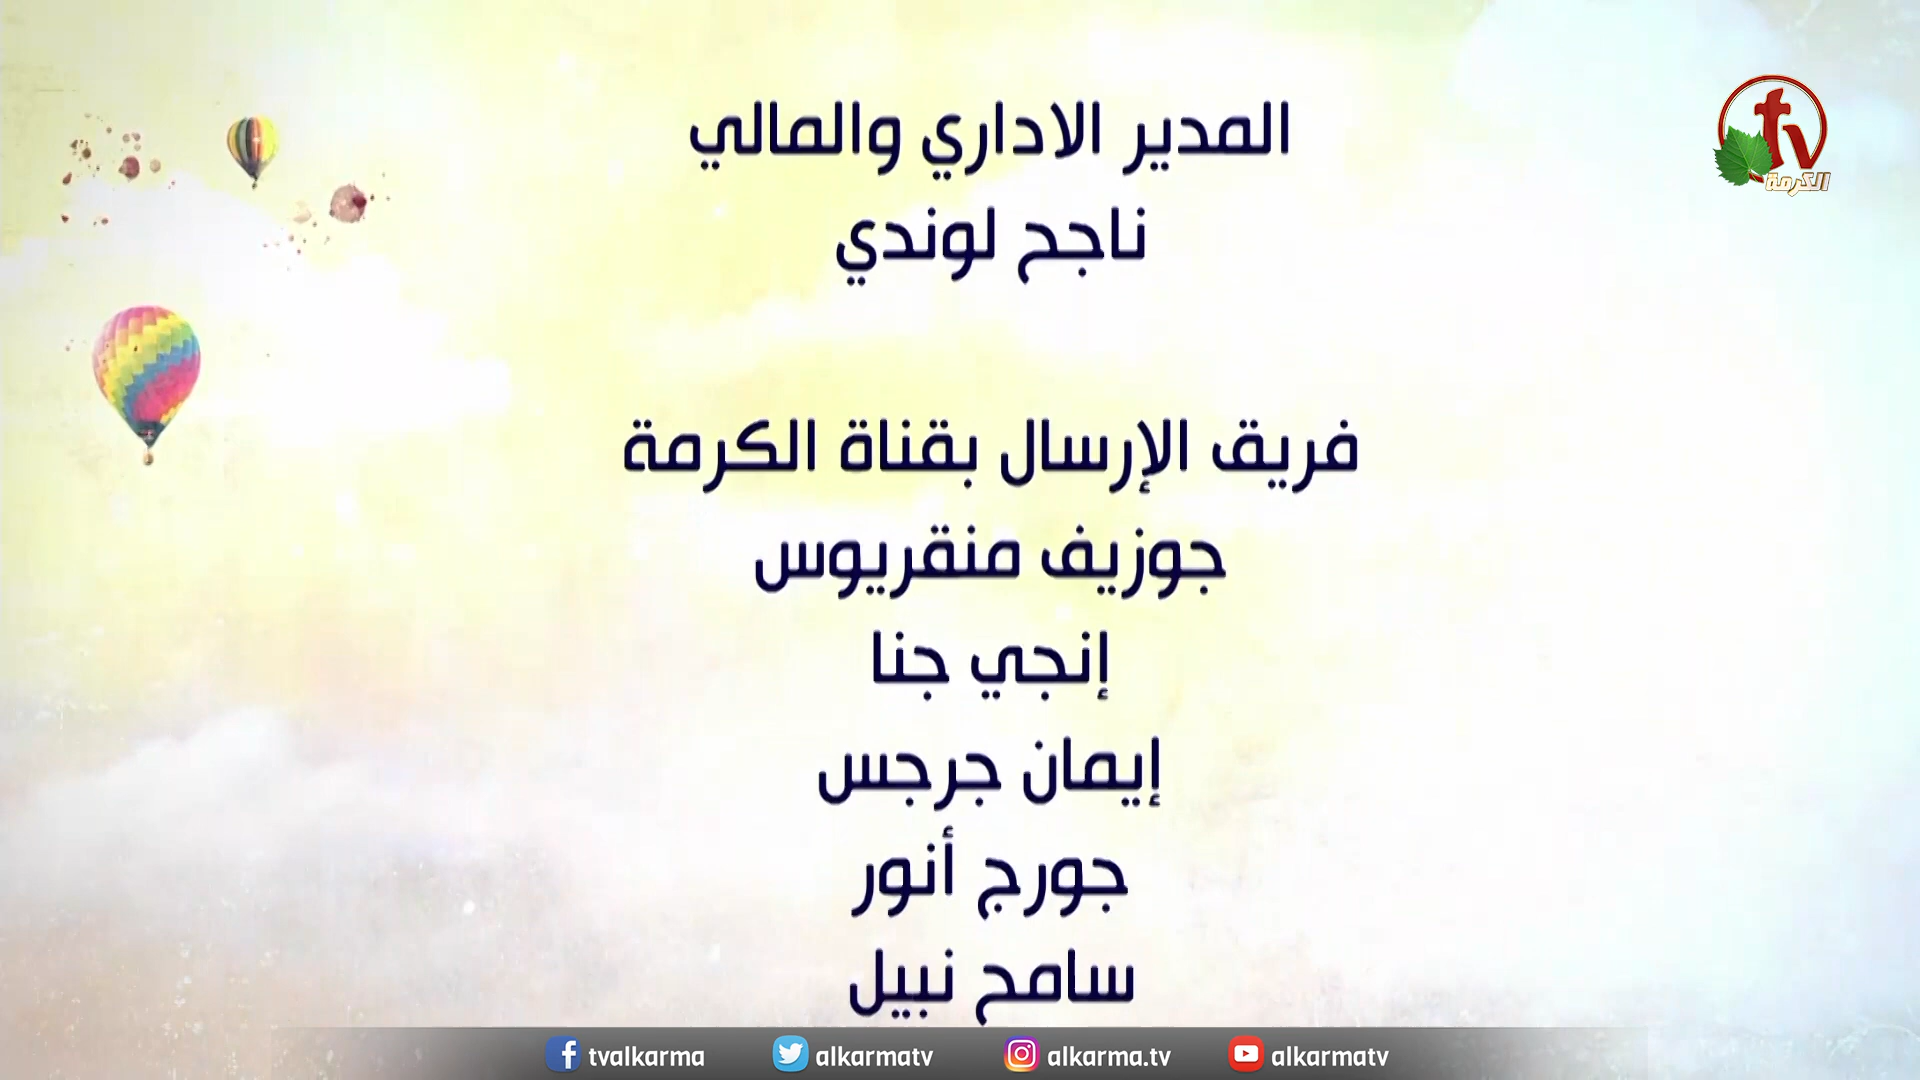 tv
الكرمة
المدير الاداري والمالي
ناجح لوندي
فريق الإرسال بقناة الكرمة
جوزيف منقريوس
إنجي جنا
إيمان جرجس
جورج أنور
سامح نبيل
tvalkarma alkarmatv alkarma.tv alkarmatv